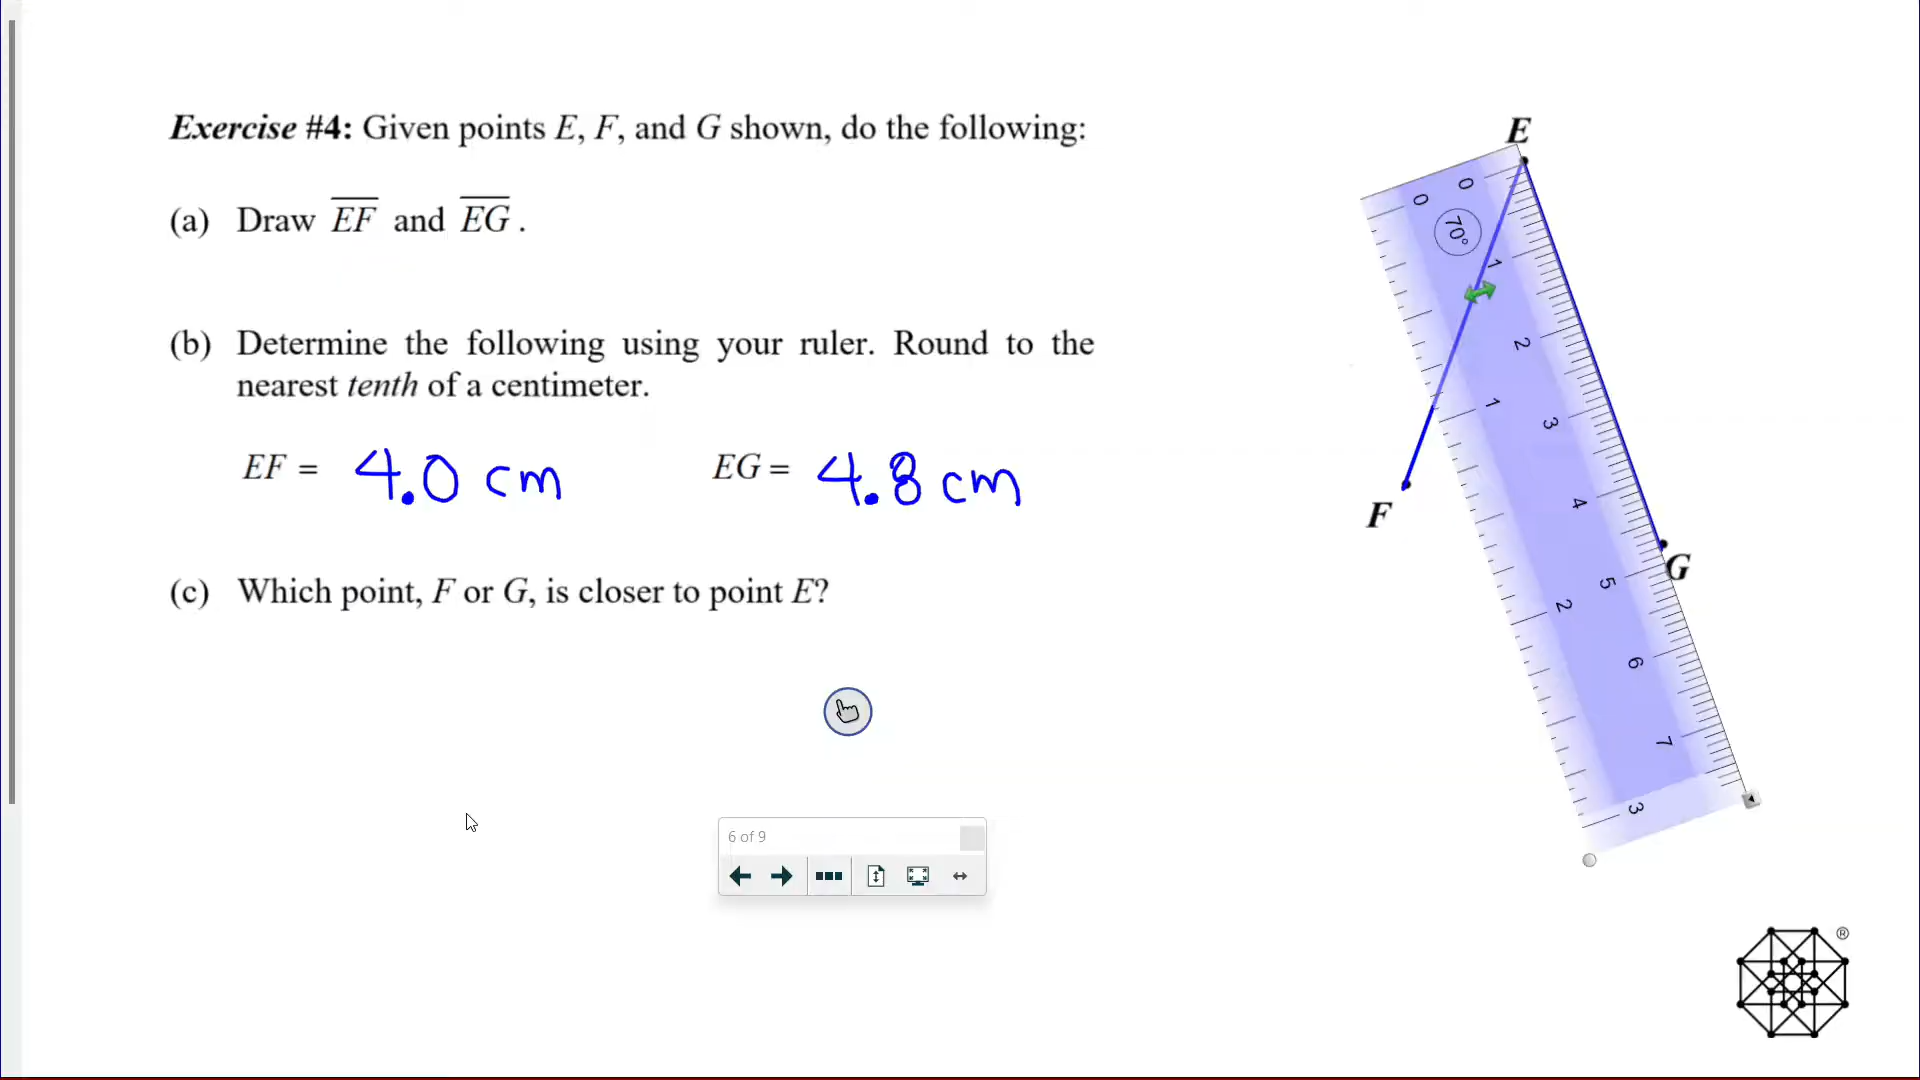 Exercise #4: Given points E, F, and G shown, do the following:
(a) Draw EF and EG.
(b) Determine the following using your ruler. Round to the
nearest tenth of a centimeter.
EF = 4.0 cm EG = 4.8 cm
(c) Which point, F or G, is closer to point E?
6 of 9
E
F
G
0
0
70°
1
2
3
4
5
6
7
1
2
3
®